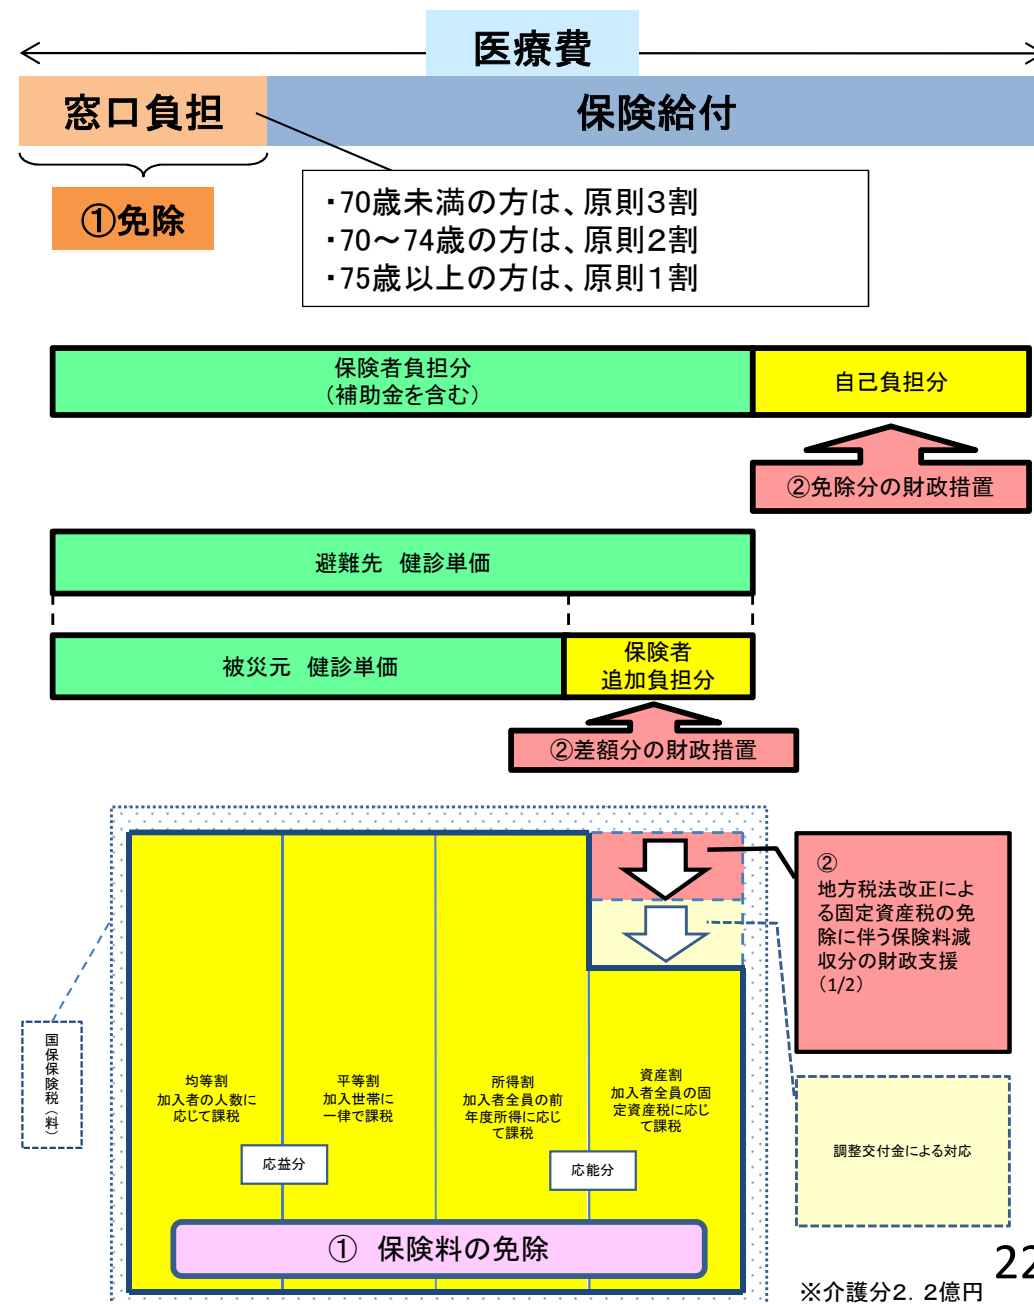 医療費
窓口負担
保険給付
①免除
・70歳未満の方は、原則３割
・70～74歳の方は、原則２割
・75歳以上の方は、原則１割
保険者負担分
（補助金を含む）
自己負担分
②免除分の財政措置
避難先　健診単価
被災元　健診単価
保険者
追加負担分
②差額分の財政措置
②
地方税法改正によ
る固定資産税の免
除に伴う保険料減
収分の財政支援
（1/2）
国保保険税（料）
均等割
加入者の人数に
応じて課税
平等割
加入世帯に
一律で課税
所得割
加入者全員の前
年度所得に応じ
て課税
資産割
加入者全員の固
定資産税に応じ
て課税
応益分
応能分
調整交付金による対応
①　保険料の免除
22
※介護分２．２億円